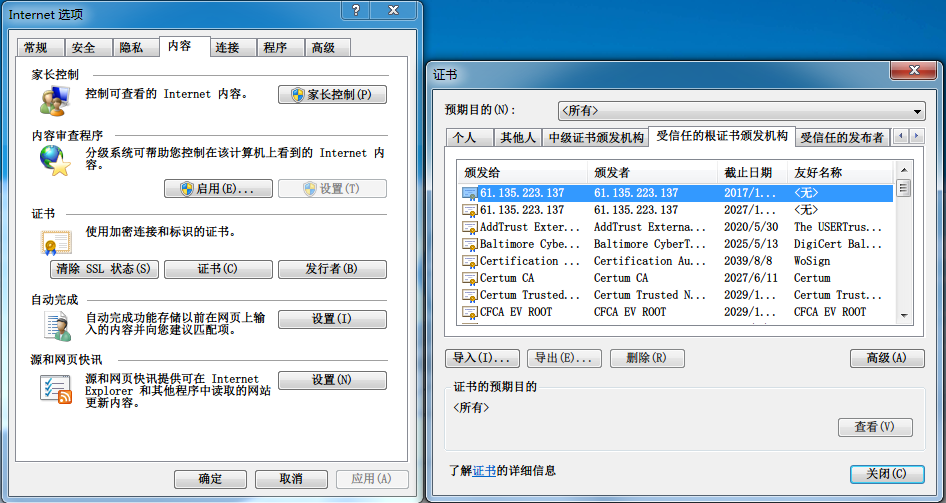 Internet 选项
常规 安全 隐私 内容 连接 程序 高级
家长控制
控制可查看的 Internet 内容。
家长控制(P)
内容审查程序
分级系统可帮助您控制在该计算机上看到的 Internet 内
容。
启用(E)... 设置(T)
证书
使用加密连接和标识的证书。
清除 SSL 状态(S) 证书(C) 发行者(B)
自动完成
自动完成功能存储以前在网页上输
入的内容并向您建议匹配项。
设置(I)
源和网页快讯
源和网页快讯提供可在 Internet
Explorer 和其他程序中读取的网站
更新内容。
设置(N)
确定 取消 应用(A)
证书
预期目的(N): <所有>
个人 其他人 中级证书颁发机构 受信任的根证书颁发机构 受信任的发布者
颁发给 颁发者 截止日期 友好名称
61.135.223.137 61.135.223.137 2017/1... <无>
61.135.223.137 61.135.223.137 2027/1... <无>
AddTrust Exter... AddTrust Externa... 2020/5/30 The USERTrus...
Baltimore Cybe... Baltimore CyberT... 2025/5/13 DigiCert Bal...
Certification ... Certification Au... 2039/8/8 WoSign
Certum CA Certum CA 2027/6/11 Certum
Certum Trusted... Certum Trusted N... 2029/1... Certum Trust...
CFCA EV ROOT CFCA EV ROOT 2029/1... CFCA EV ROOT
导入(I)... 导出(E)... 删除(R) 高级(A)
证书的预期目的
<所有>
查看(V)
了解证书的详细信息
关闭(C)